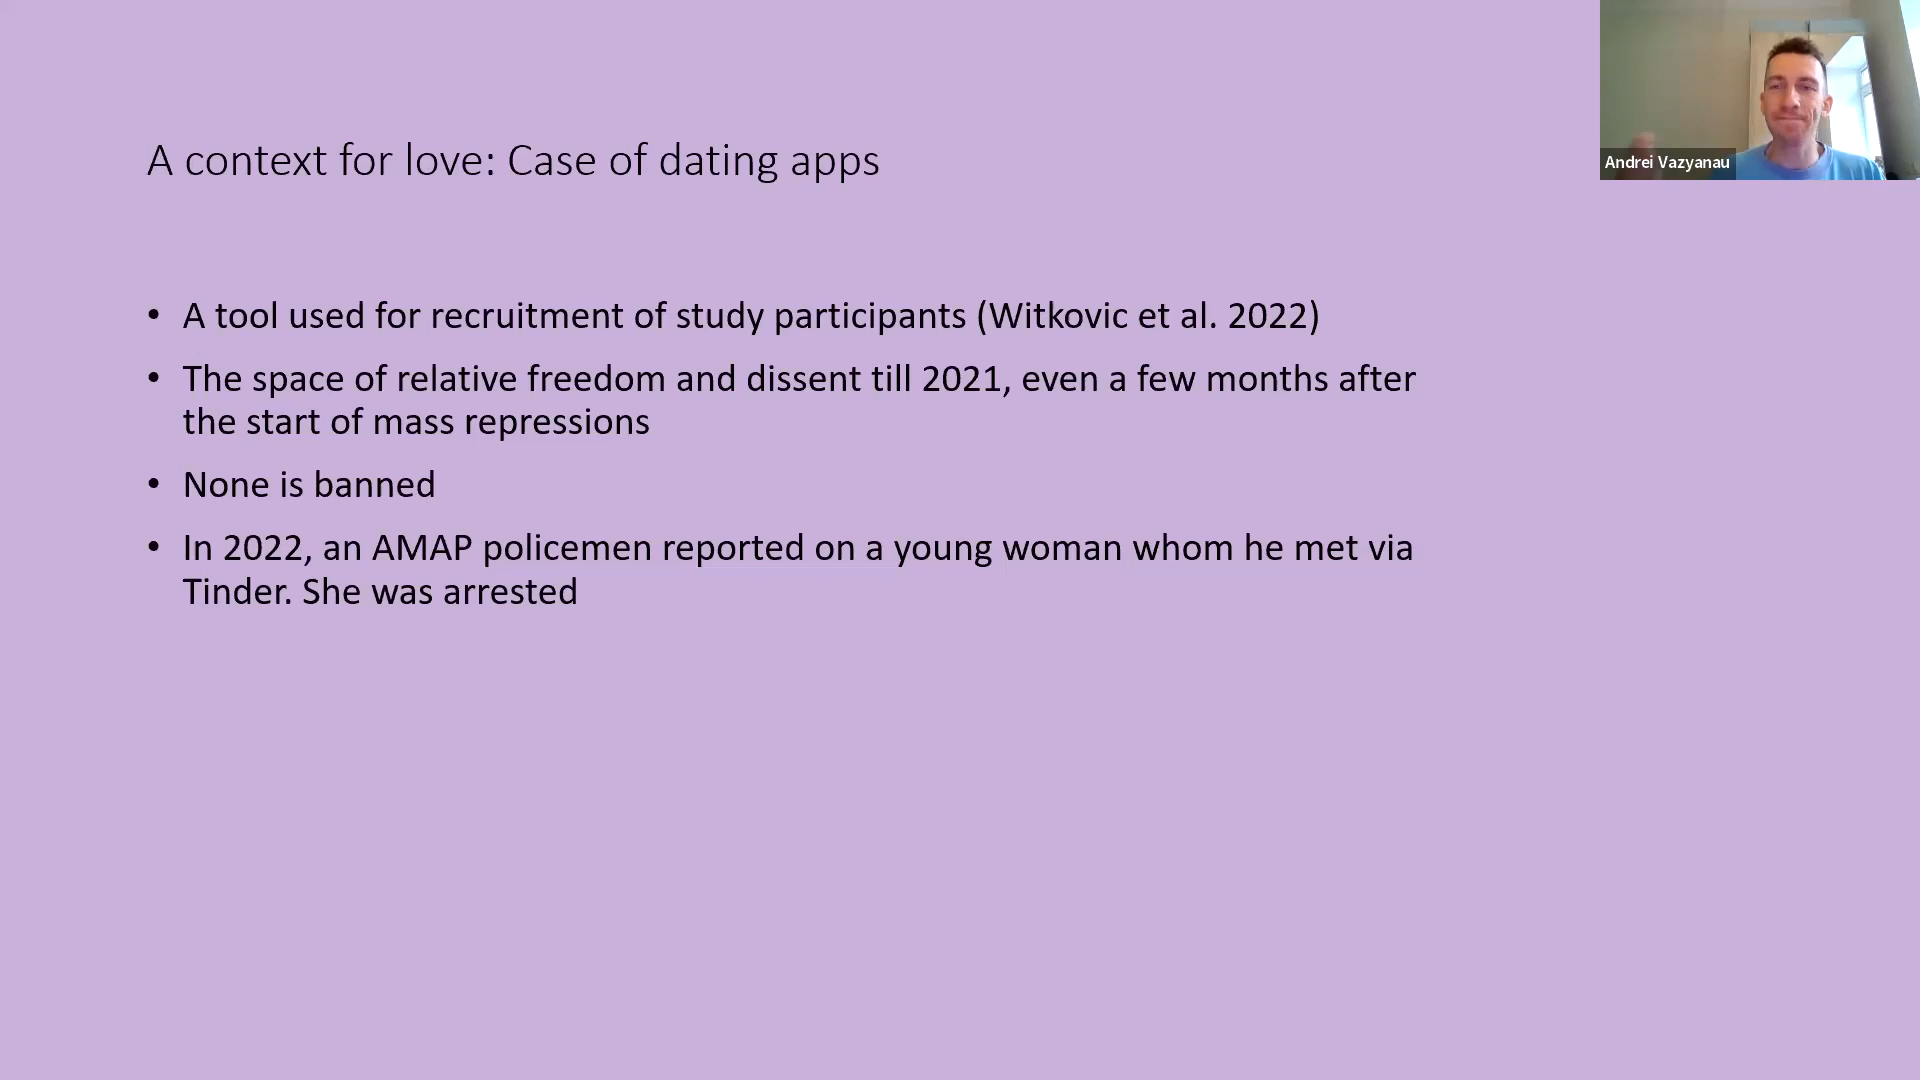 A context for love: Case of dating apps
Andrei Vazyanau
• A tool used for recruitment of study participants (Witkovic et al. 2022)
• The space of relative freedom and dissent till 2021, even a few months after
the start of mass repressions
• None is banned
• In 2022, an AMAP policemen reported on a young woman whom he met via
Tinder. She was arrested